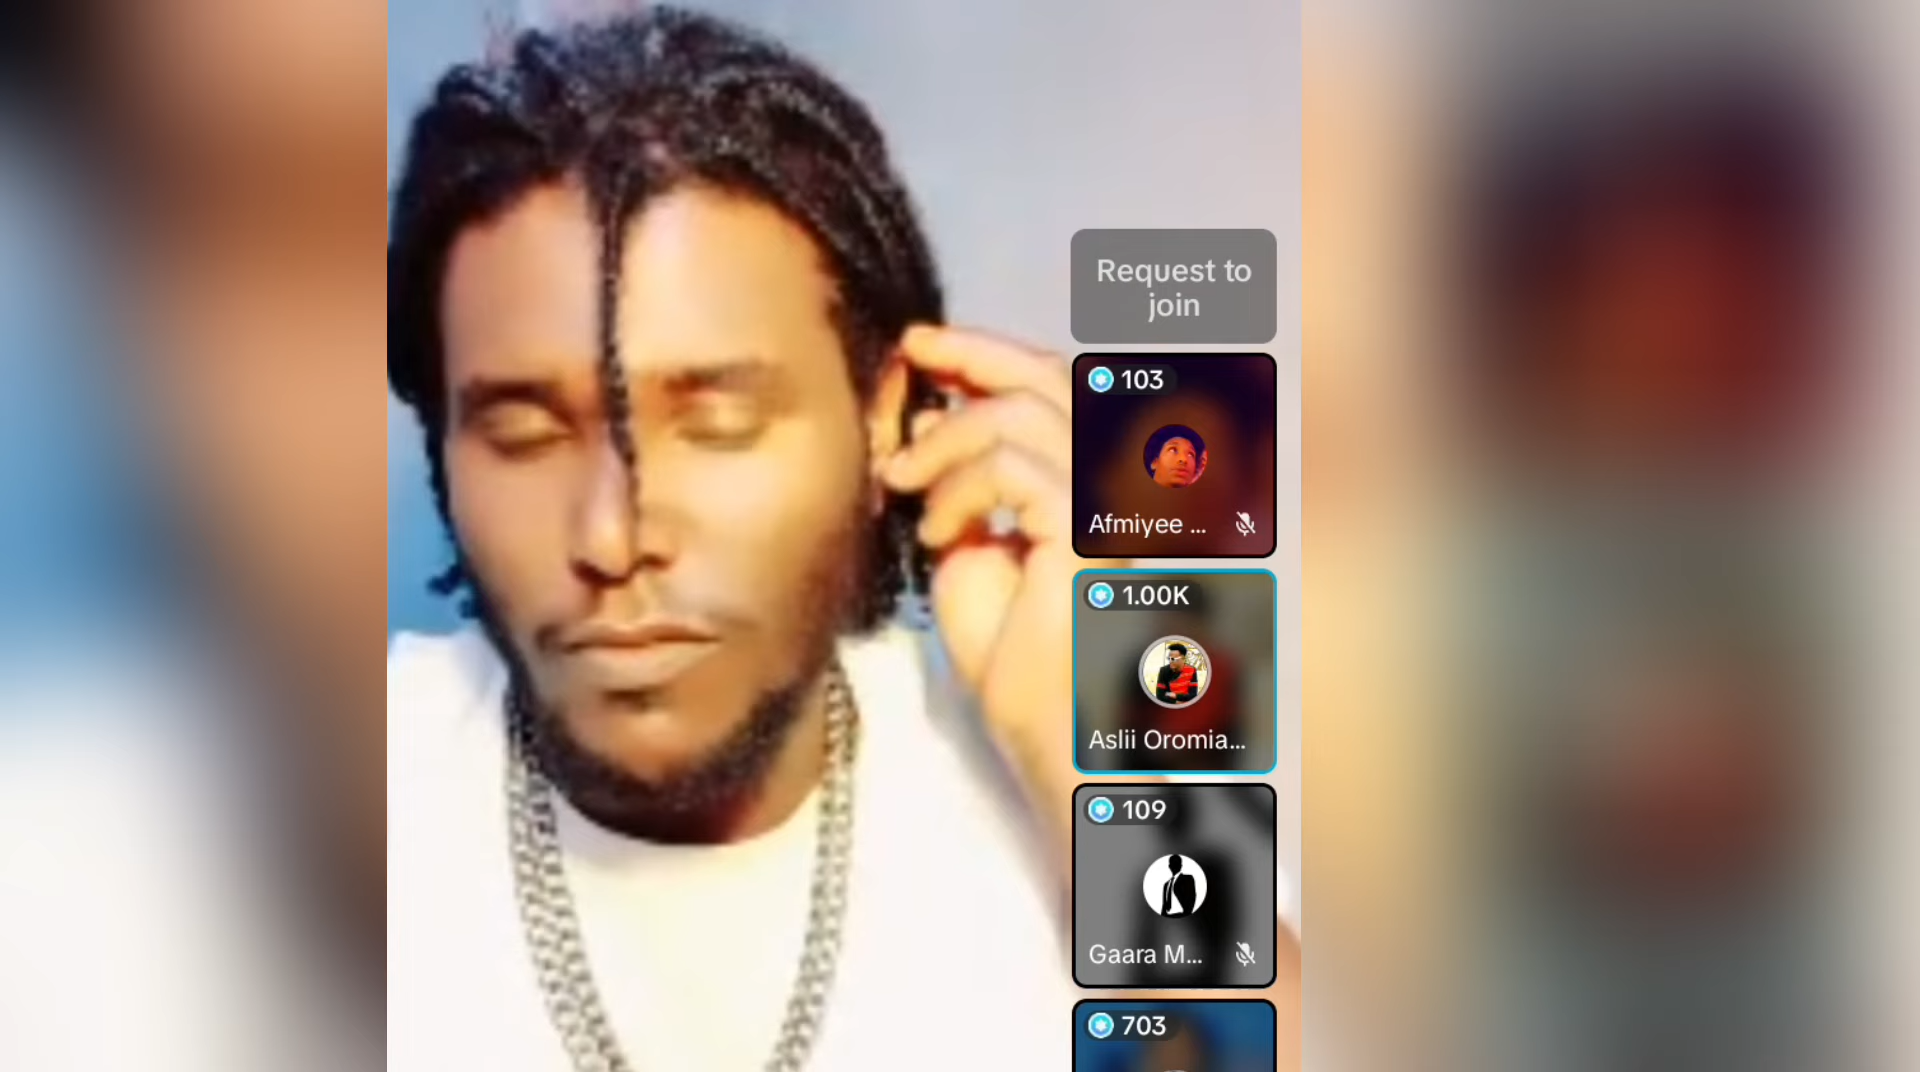 Request to
join
103
Afmiyee ...
1.00K
Aslii Oromia...
109
Gaara M...
703